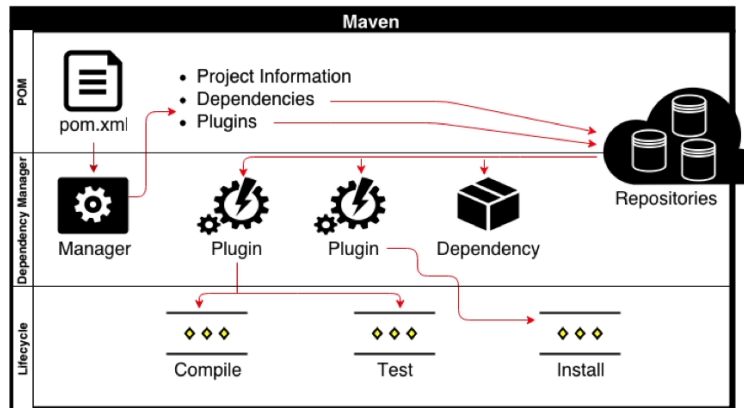 Maven
POM
pom.xml
• Project Information
• Dependencies
• Plugins
Repositories
Dependency Manager
Manager
Plugin
Plugin
Dependency
Lifecycle
Compile
Test
Install